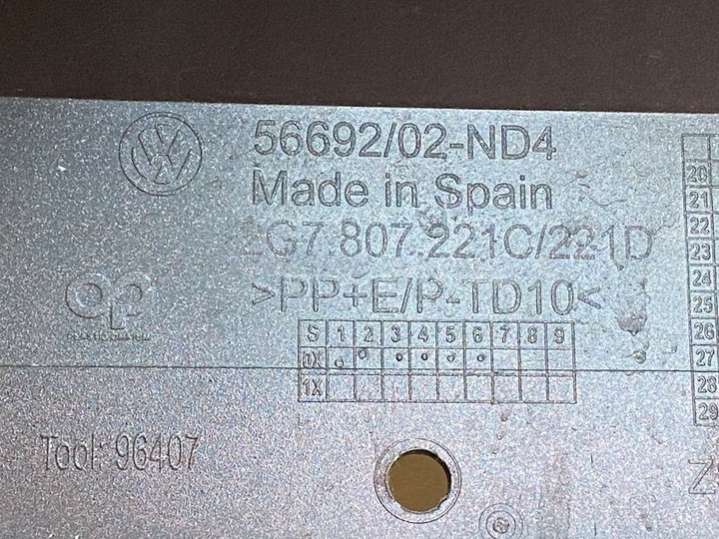 56692/02-ND4
Made in Spain
2G7.807.221C/221D
>PP+E/P-TD10<
S 1 2 3 4 5 6 7 8 9
0X
1X
Tool: 96407
20
21
22
23
24
25
26
27
28
29
Z